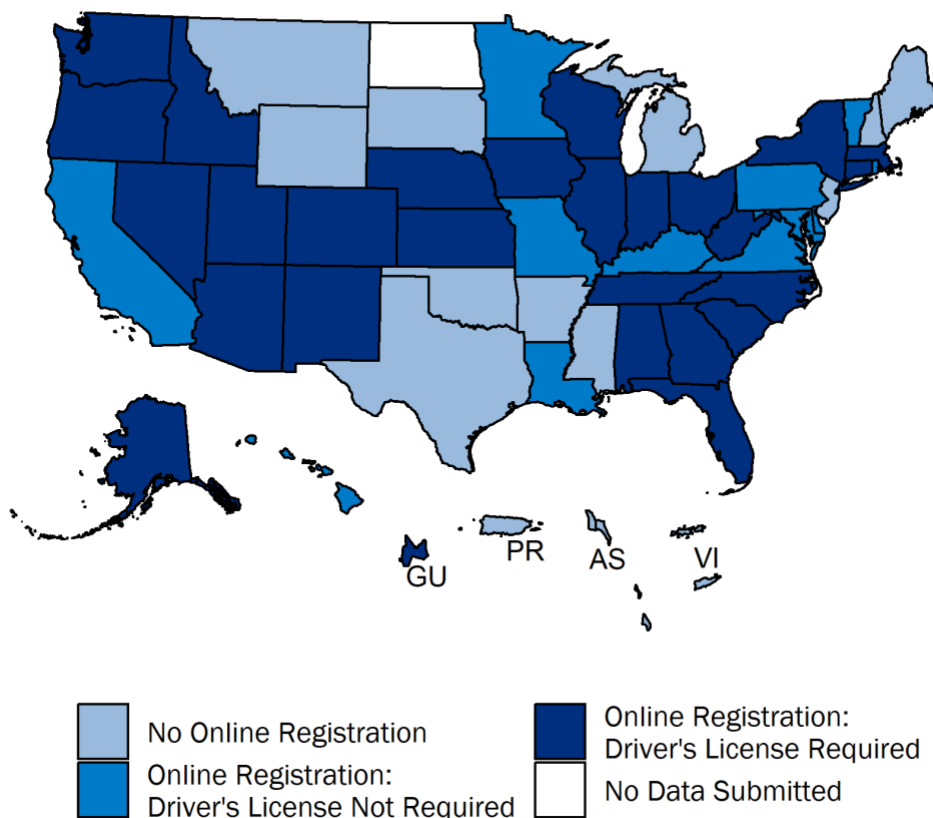 GU
PR
AS
VI
No Online Registration
Online Registration:
Driver's License Not Required
Online Registration:
Driver's License Required
No Data Submitted